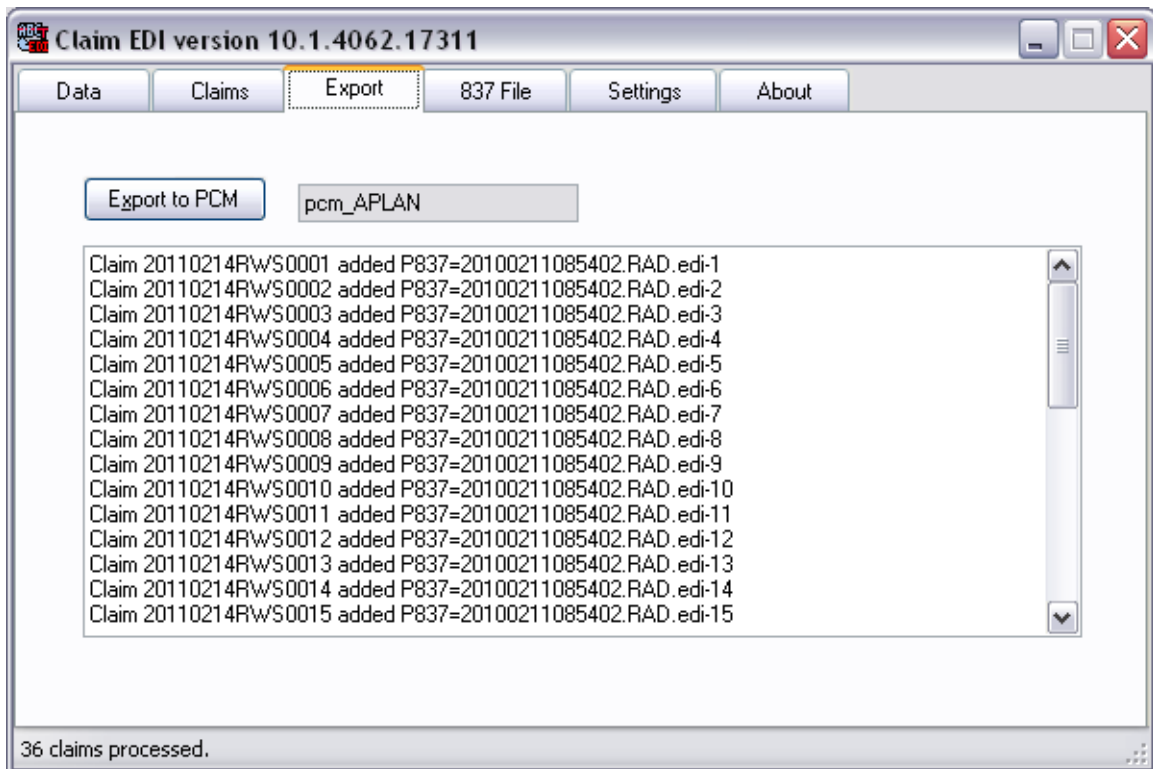 Claim EDI version 10.1.4062.17311
Data Claims Export 837 File Settings About
Export to PCM pcm_APLAN
Claim 20110214RWS0001 added P837=20100211085402.RAD.edi-1
Claim 20110214RWS0002 added P837=20100211085402.RAD.edi-2
Claim 20110214RWS0003 added P837=20100211085402.RAD.edi-3
Claim 20110214RWS0004 added P837=20100211085402.RAD.edi-4
Claim 20110214RWS0005 added P837=20100211085402.RAD.edi-5
Claim 20110214RWS0006 added P837=20100211085402.RAD.edi-6
Claim 20110214RWS0007 added P837=20100211085402.RAD.edi-7
Claim 20110214RWS0008 added P837=20100211085402.RAD.edi-8
Claim 20110214RWS0009 added P837=20100211085402.RAD.edi-9
Claim 20110214RWS0010 added P837=20100211085402.RAD.edi-10
Claim 20110214RWS0011 added P837=20100211085402.RAD.edi-11
Claim 20110214RWS0012 added P837=20100211085402.RAD.edi-12
Claim 20110214RWS0013 added P837=20100211085402.RAD.edi-13
Claim 20110214RWS0014 added P837=20100211085402.RAD.edi-14
Claim 20110214RWS0015 added P837=20100211085402.RAD.edi-15
36 claims processed.